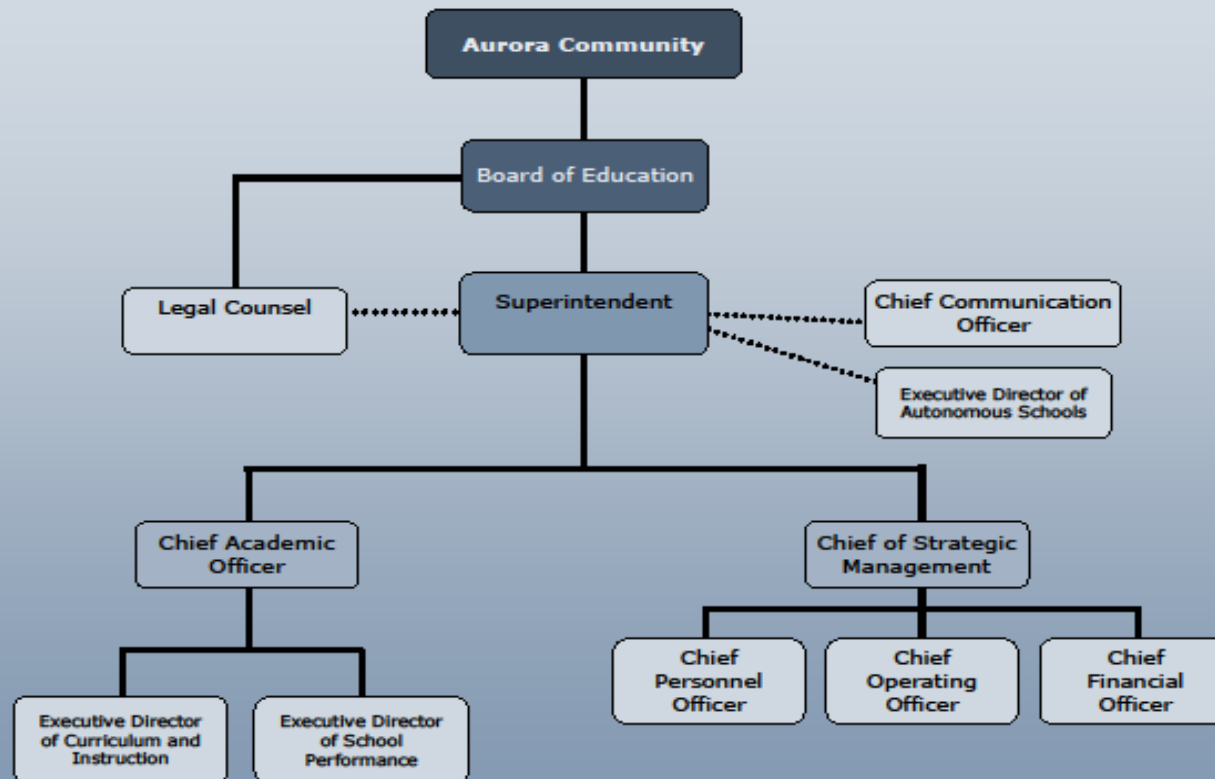 Aurora Community
Board of Education
Legal Counsel
Superintendent
Chief Communication
Officer
Executive Director of
Autonomous Schools
Chief Academic
Officer
Chief of Strategic
Management
Chief
Personnel
Officer
Chief
Operating
Officer
Chief
Financial
Officer
Executive Director
of Curriculum and
Instruction
Executive Director
of School
Performance